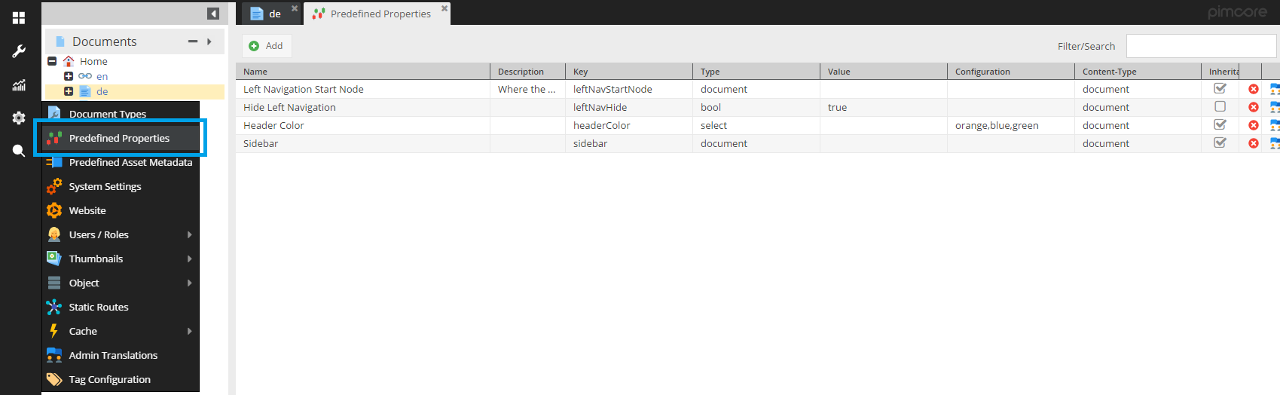 de
Predefined Properties
pimcore
Documents
Home
en
de
Document Types
Predefined Properties
Predefined Asset Metadata
System Settings
Website
Users / Roles
Thumbnails
Object
Static Routes
Cache
Admin Translations
Tag Configuration
Add
Filter/Search
Name Description Key Type Value Configuration Content-Type Inherita
Left Navigation Start Node Where the ... leftNavStartNode document document
Hide Left Navigation leftNavHide bool true document
Header Color headerColor select orange,blue,green document
Sidebar sidebar document document